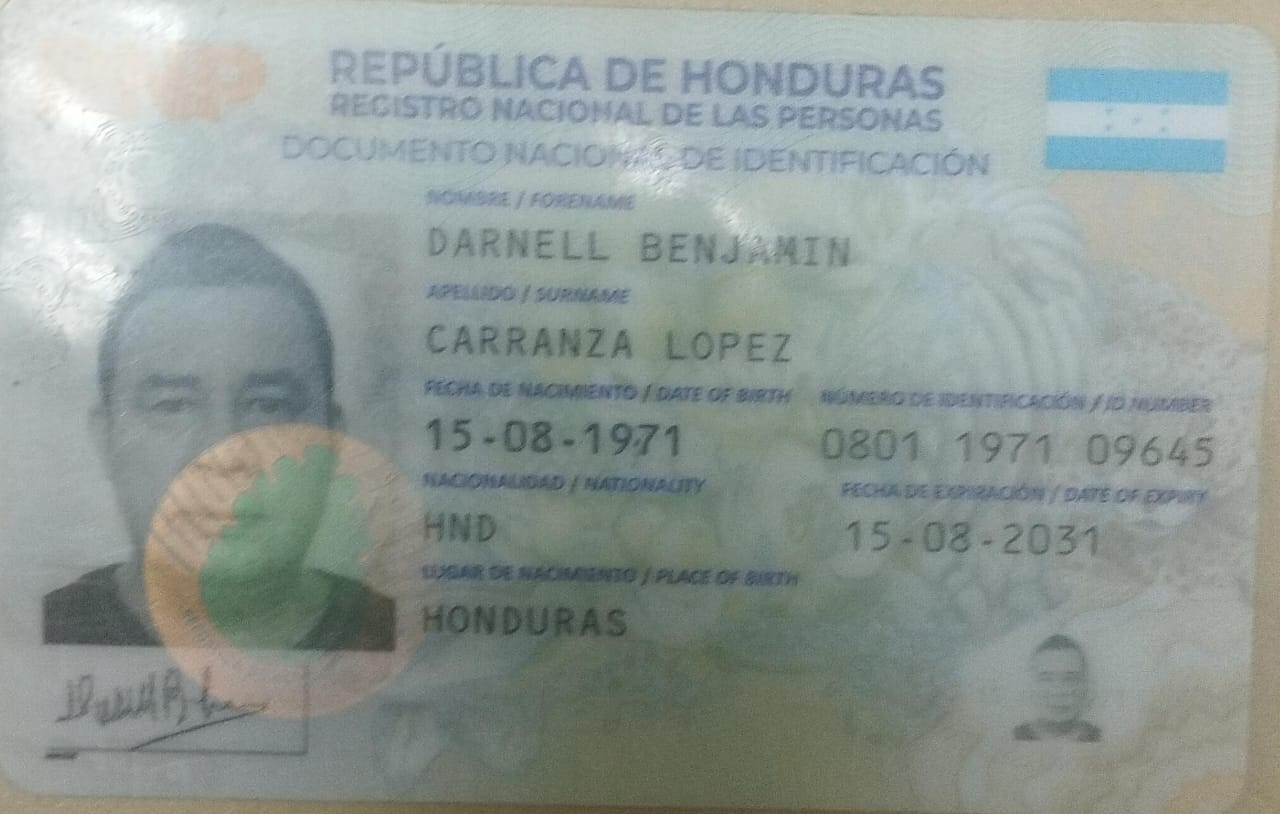 REPÚBLICA DE HONDURAS
REGISTRO NACIONAL DE LAS PERSONAS
DOCUMENTO NACIONAL DE IDENTIFICACIÓN
NOMBRE / FORENAME
DARNELL BENJAMIN
APELLIDO / SURNAME
CARRANZA LOPEZ
FECHA DE NACIMIENTO / DATE OF BIRTH NÚMERO DE IDENTIFICACIÓN / ID NUMBER
15-08-1971 0801 1971 09645
NACIONALIDAD / NATIONALITY FECHA DE EXPIRACIÓN / DATE OF EXPIRY
HND 15-08-2031
LUGAR DE NACIMIENTO / PLACE OF BIRTH
HONDURAS